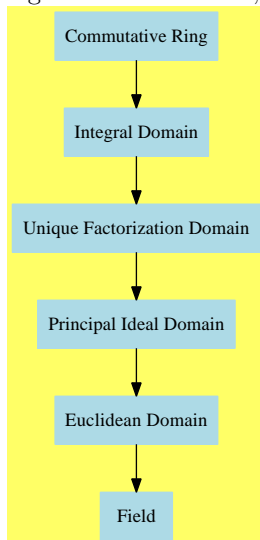 Commutative Ring
Integral Domain
Unique Factorization Domain
Principal Ideal Domain
Euclidean Domain
Field